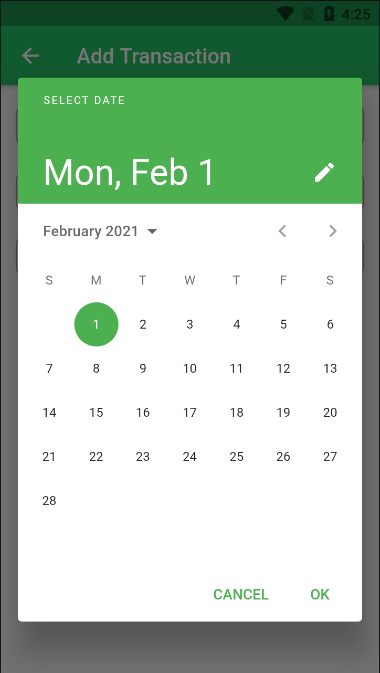 4:25
Add Transaction
SELECT DATE
Mon, Feb 1
February 2021
S M T W T F S
1 2 3 4 5 6
7 8 9 10 11 12 13
14 15 16 17 18 19 20
21 22 23 24 25 26 27
28
CANCEL OK